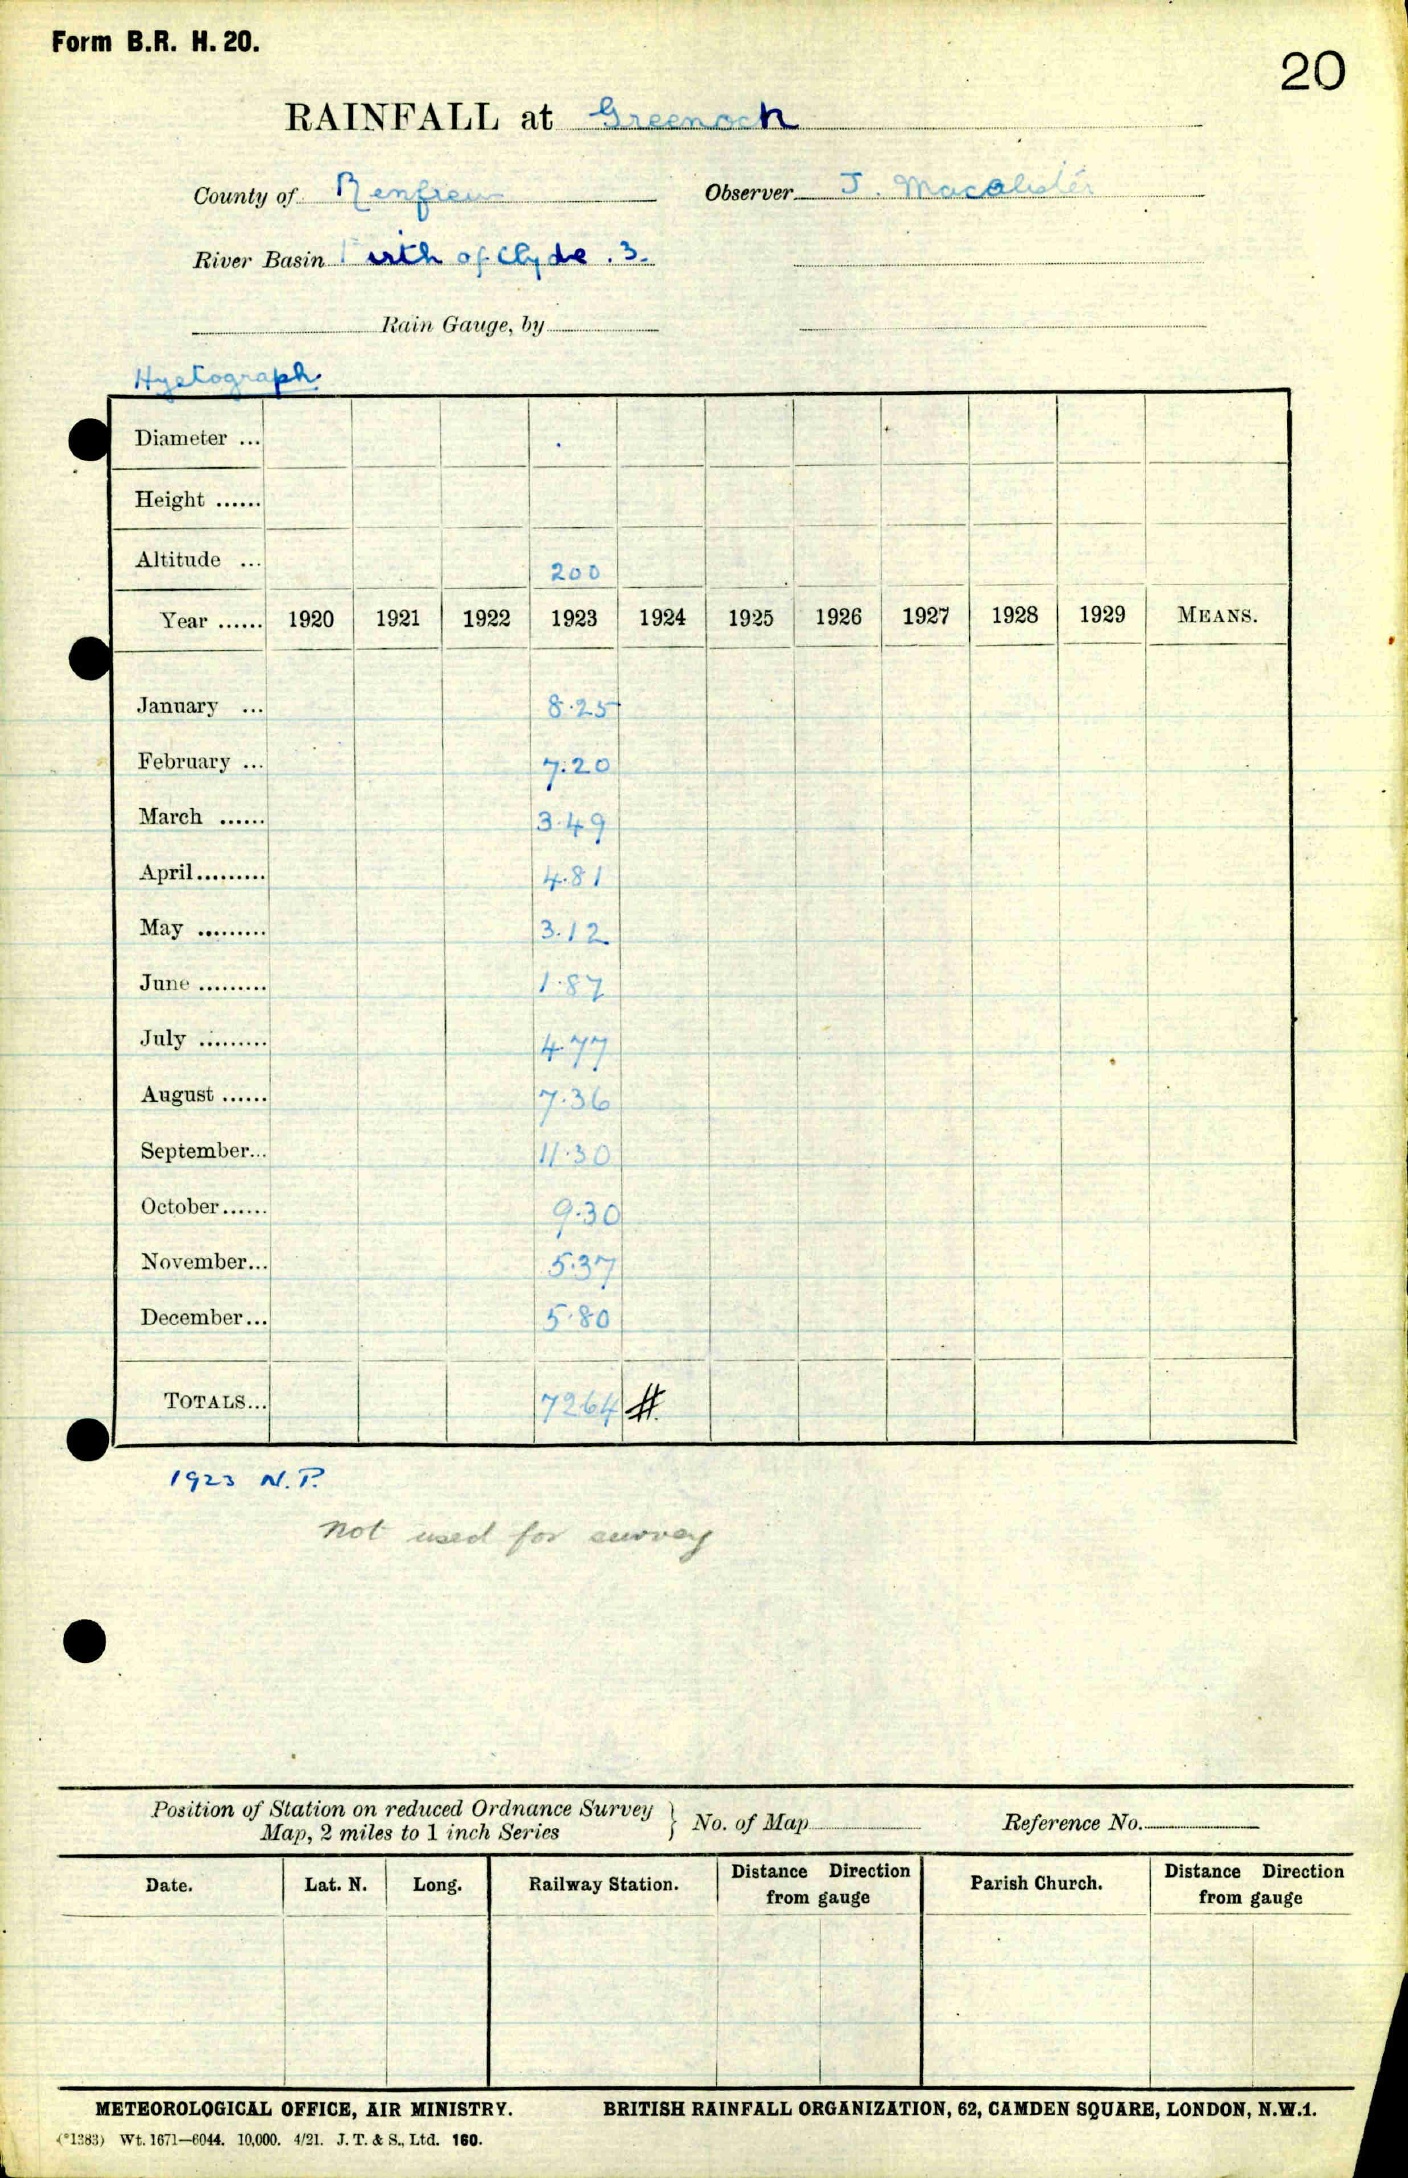 Form B.R. H. 20.
20
RAINFALL at Greenock
County of Renfrew Observer J. Macalister
River Basin Firth of Clyde . 3.
Rain Gauge, by
Hyetograph.
Diameter ...
Height ......
Altitude ... 200
Year ...... 1920 1921 1922 1923 1924 1925 1926 1927 1928 1929 MEANS.
January ... 8.25
February ... 7.20
March ...... 3.49
April......... 4.81
May ......... 3.12
June ......... 1.87
July ......... 4.77
August ...... 7.36
September... 11.30
October...... 9.30
November... 5.37
December... 5.80
TOTALS... 72.64 #
1923 N.P.
not used for survey
Position of Station on reduced Ordnance Survey
Map, 2 miles to 1 inch Series } No. of Map Reference No.
Date. Lat. N. Long. Railway Station. Distance Direction from gauge Parish Church. Distance Direction from gauge
METEOROLOGICAL OFFICE, AIR MINISTRY. BRITISH RAINFALL ORGANIZATION, 62, CAMDEN SQUARE, LONDON, N.W.1.
(*1383) Wt. 1671—6044. 10,000. 4/21. J. T. & S., Ltd. 160.